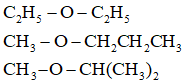 C₂H₅ – O – C₂H₅
CH₃ – O – CH₂CH₂CH₃
CH₃ – O – CH(CH₃)₂